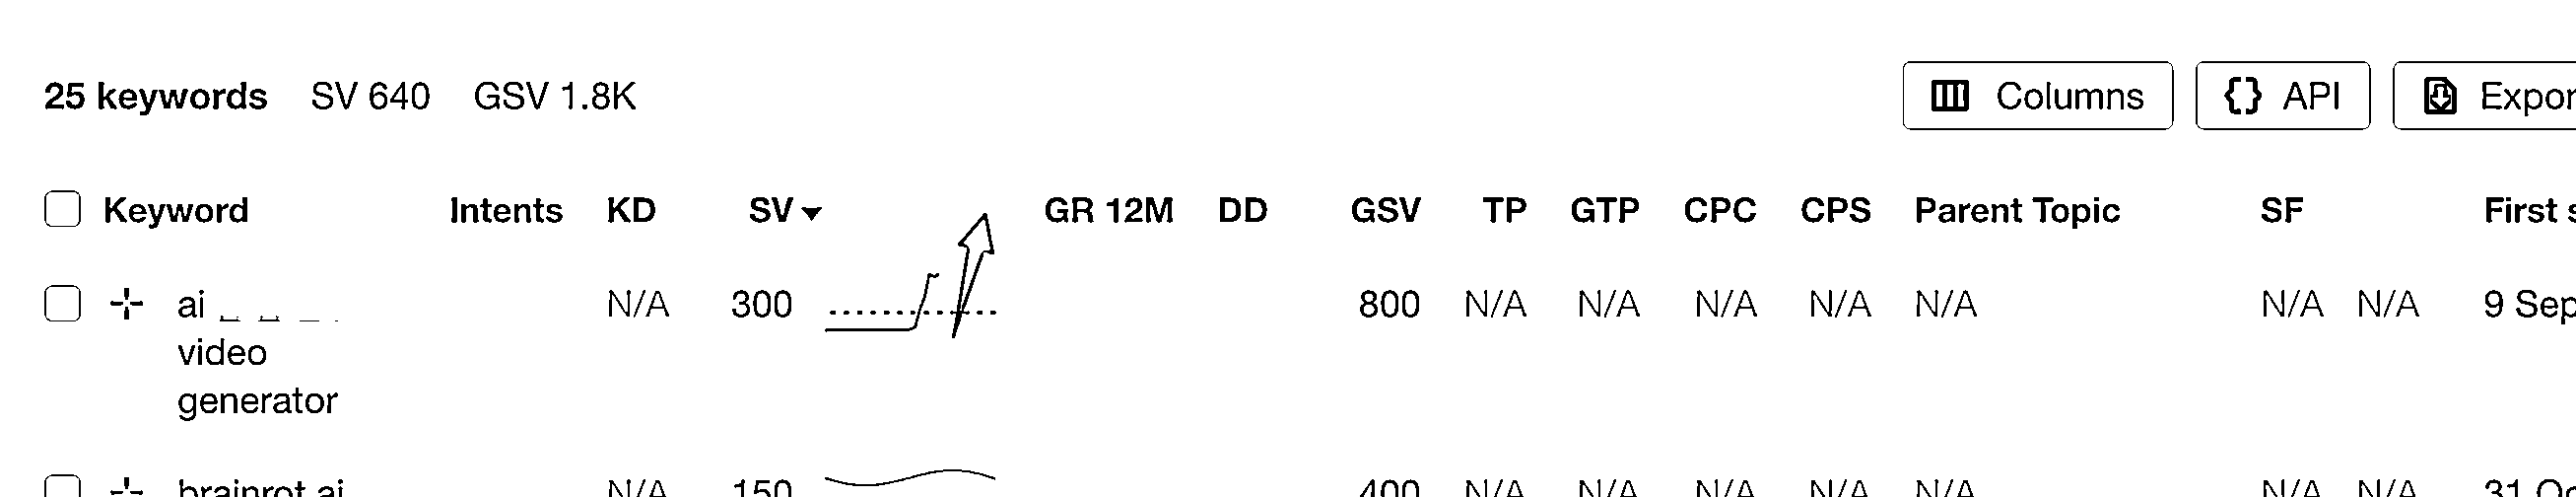 25 keywords SV 640 GSV 1.8K Columns API Expor
Keyword Intents KD SV GR 12M DD GSV TP GTP CPC CPS Parent Topic SF First s
ai N/A 300 800 N/A N/A N/A N/A N/A N/A N/A 9 Sep
video
generator
brainrot ai N/A 150 400 N/A N/A N/A N/A N/A N/A N/A 31 Oc